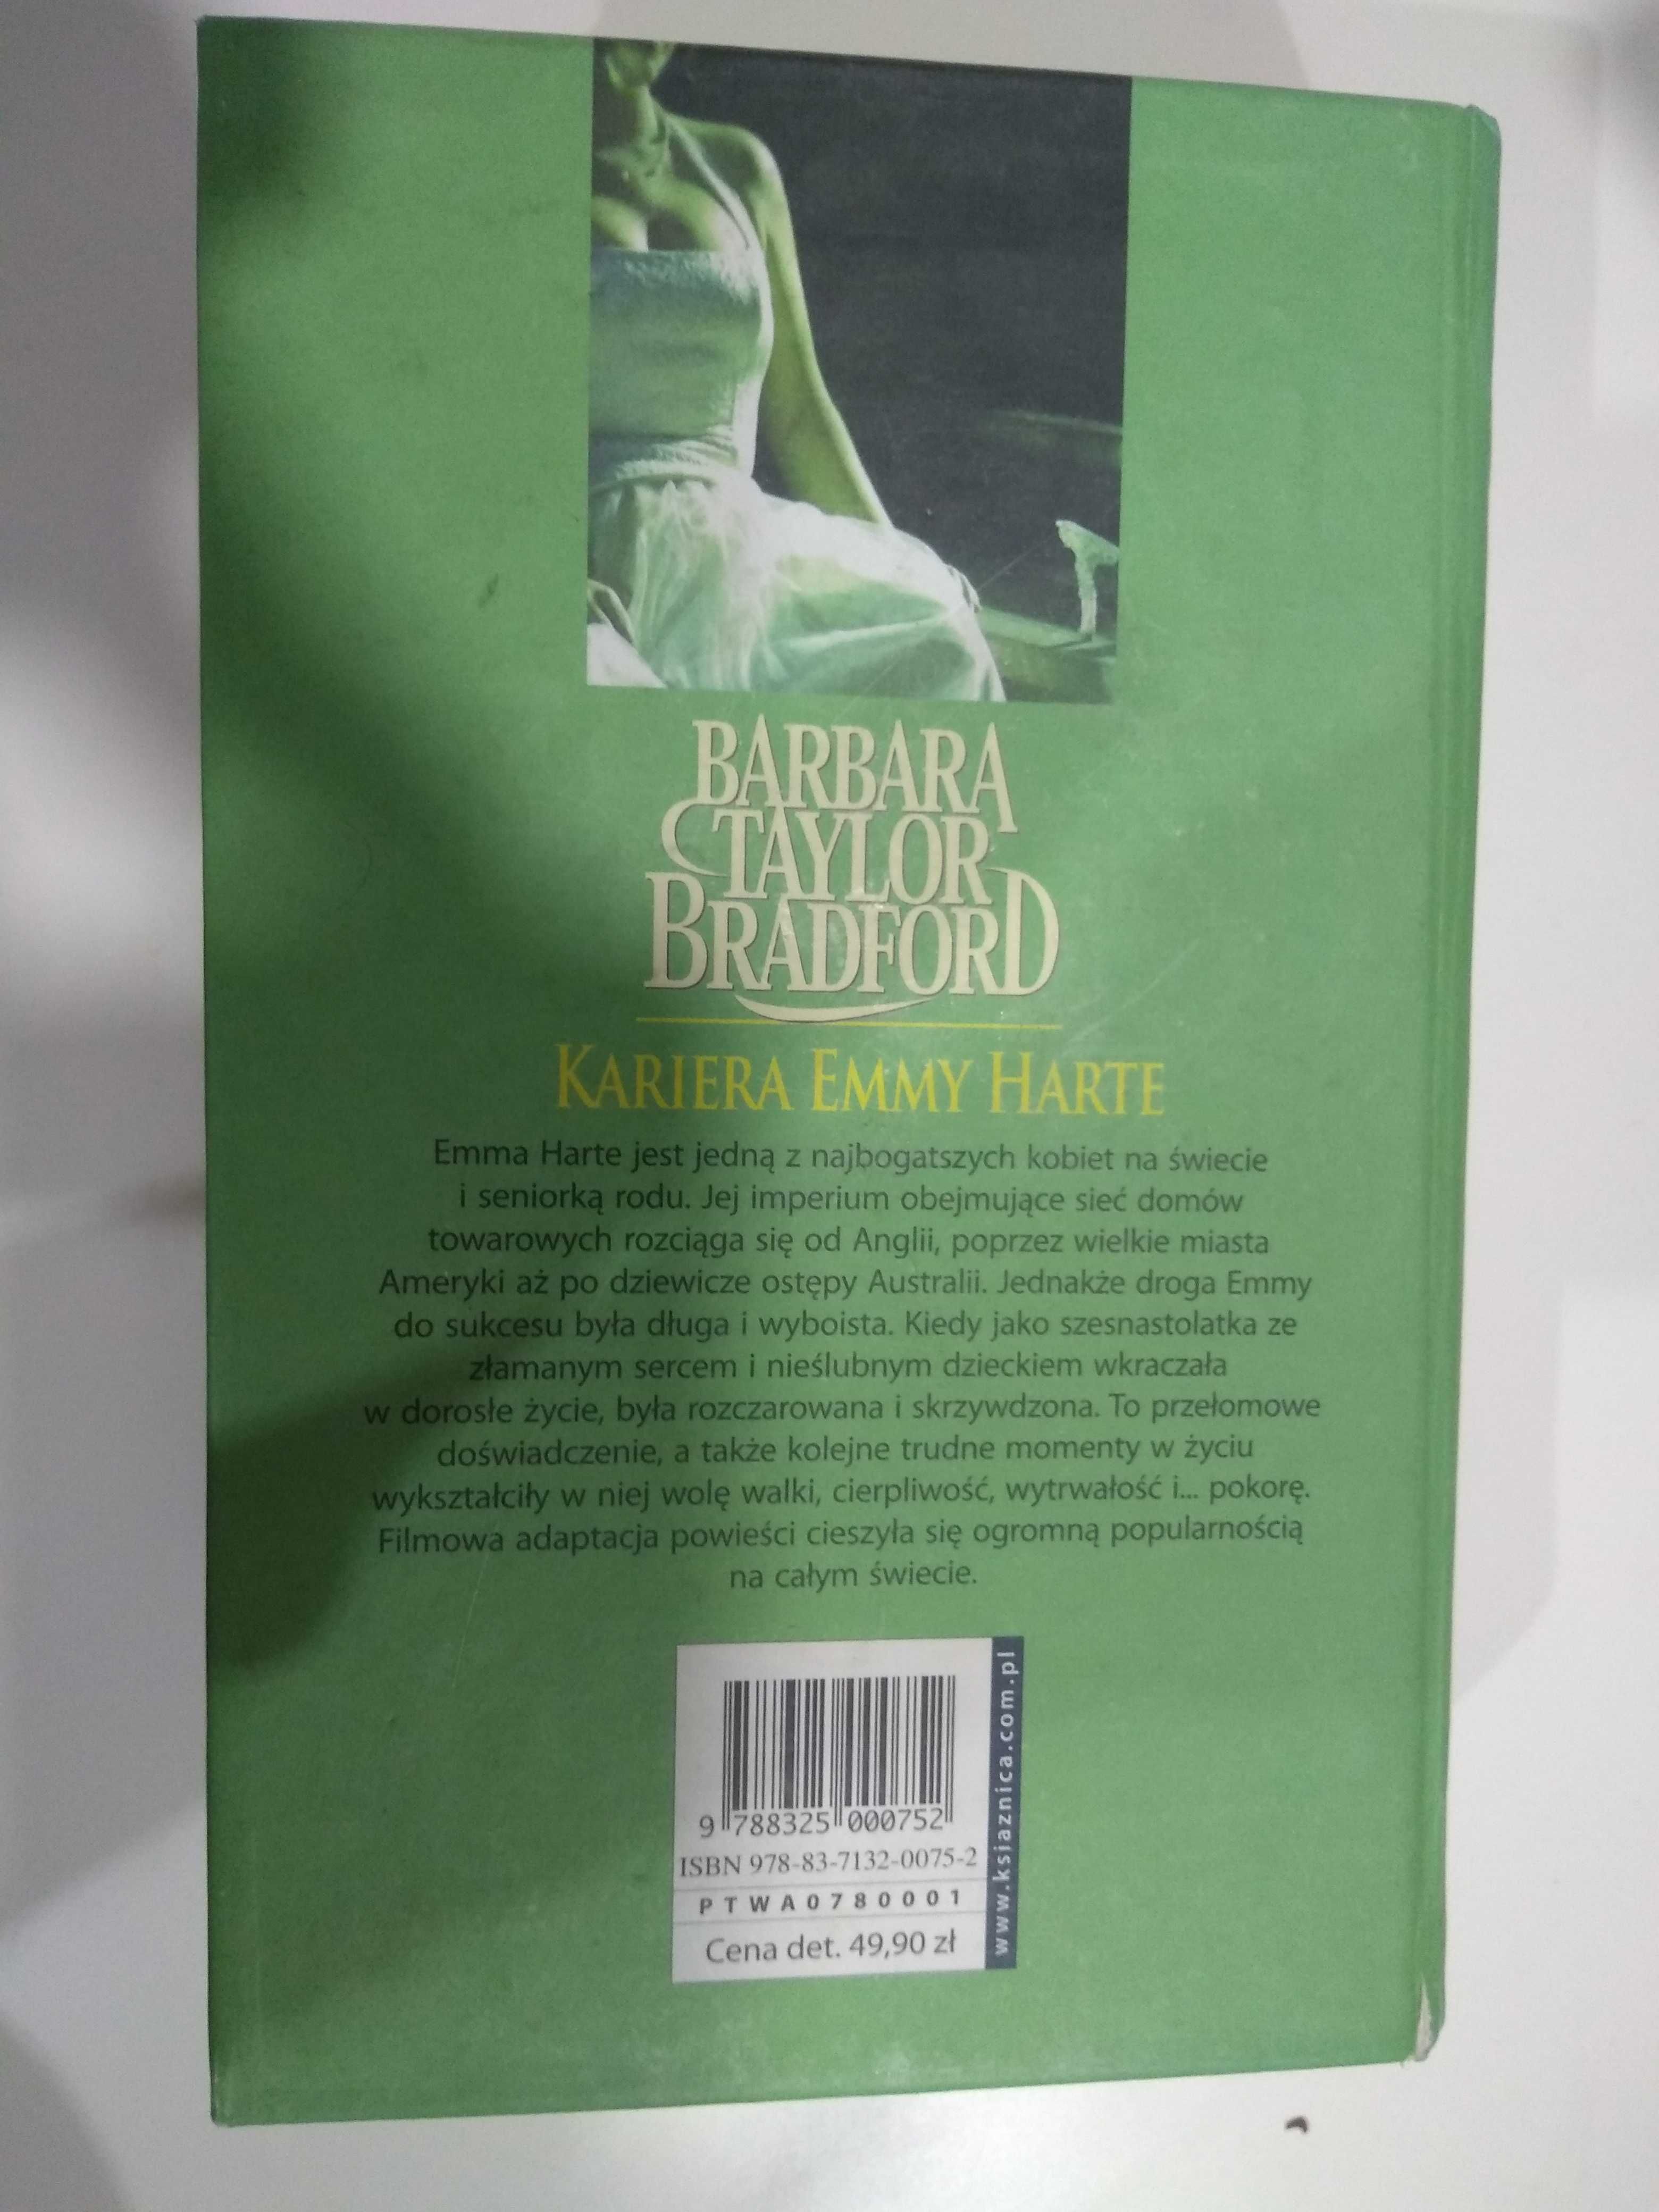 BARBARA
TAYLOR
BRADFORD
KARIERA EMMY HARTE
Emma Harte jest jedną z najbogatszych kobiet na świecie
i seniorką rodu. Jej imperium obejmujące sieć domów
towarowych rozciąga się od Anglii, poprzez wielkie miasta
Ameryki aż po dziewicze ostępy Australii. Jednakże droga Emmy
do sukcesu była długa i wyboista. Kiedy jako szesnastolatka ze
złamanym sercem i nieślubnym dzieckiem wkraczała
w dorosłe życie, była rozczarowana i skrzywdzona. To przełomowe
doświadczenie, a także kolejne trudne momenty w życiu
wykształciły w niej wolę walki, cierpliwość, wytrwałość i... pokorę.
Filmowa adaptacja powieści cieszyła się ogromną popularnością
na całym świecie.
9 788325 000752
ISBN 978-83-7132-0075-2
PTWA0780001
Cena det. 49,90 zł
www.ksiaznica.com.pl